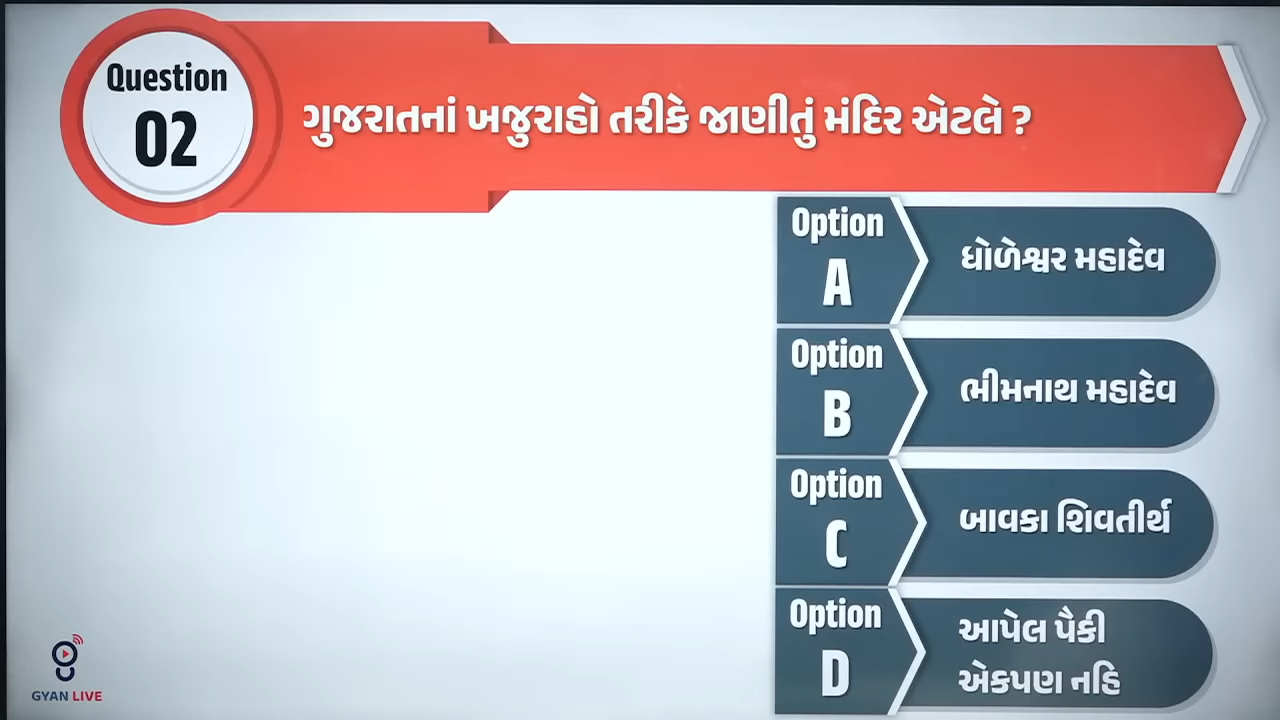 Question
02
ગુજરાતનાં ખજુરાહો તરીકે જાણીતું મંદિર એટલે ?
Option
A
ધોળેશ્વર મહાદેવ
Option
B
ભીમનાથ મહાદેવ
Option
C
બાવકા શિવતીર્થ
Option
D
આપેલ પૈકી
એકપણ નહિ
GYAN LIVE